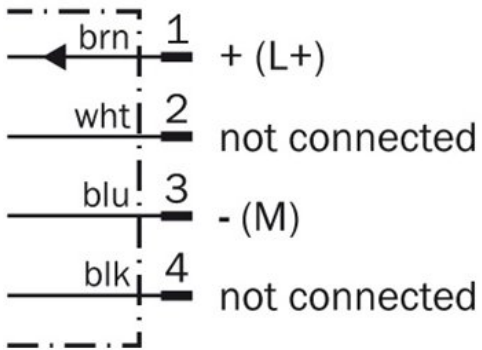 brn 1 + (L+)
wht 2 not connected
blu 3 - (M)
blk 4 not connected